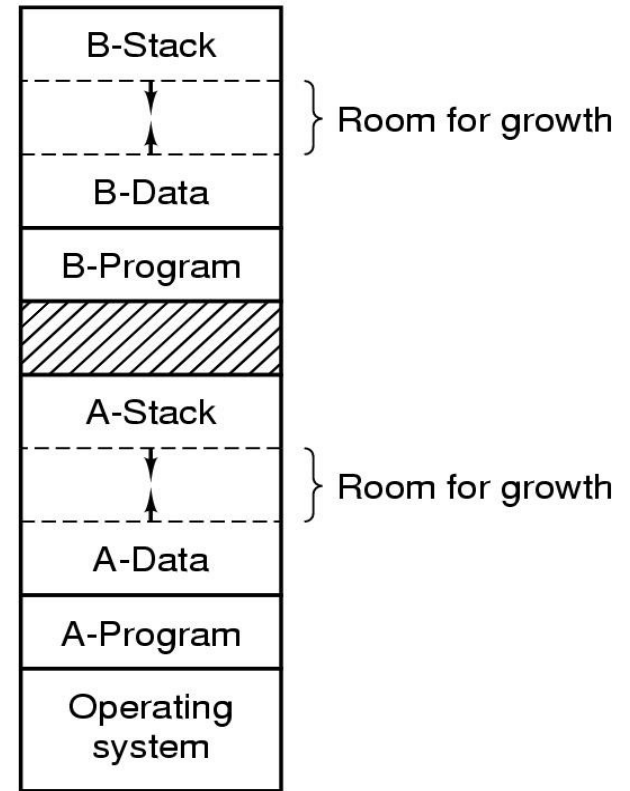 B-Stack
Room for growth
B-Data
B-Program
A-Stack
Room for growth
A-Data
A-Program
Operating
system